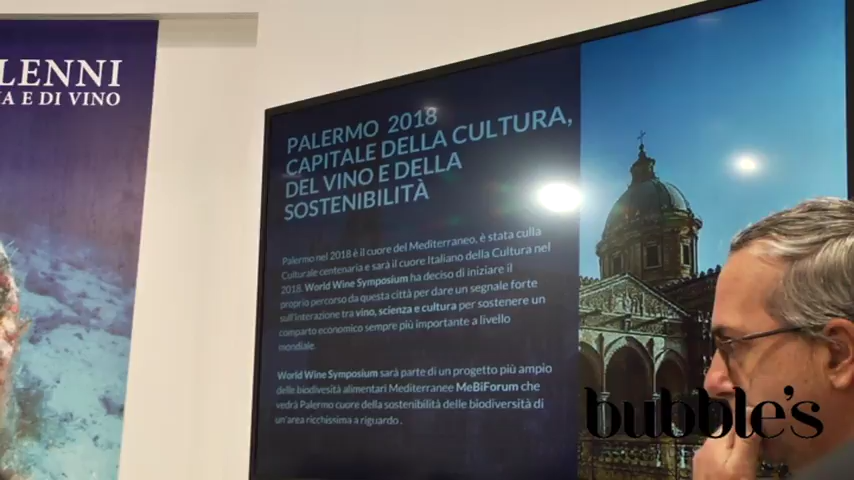 LENNI
A E DI VINO
PALERMO 2018
CAPITALE DELLA CULTURA,
DEL VINO E DELLA
SOSTENIBILITÀ
Palermo nel 2018 è il cuore del Mediterraneo, è stata culla
Culturale centenaria e sarà il cuore Italiano della Cultura nel
2018. World Wine Symposium ha deciso di iniziare il
proprio percorso da questa città per dare un segnale forte
sull'interazione tra vino, scienza e cultura per sostenere un
comparto economico sempre più importante a livello
mondiale.
World Wine Symposium sarà parte di un progetto più ampio
delle biodivesità alimentari Mediterranee MeBiForum che
vedrà Palermo cuore della sostenibilità delle biodiversità di
un'area ricchissima a riguardo .
bubble's